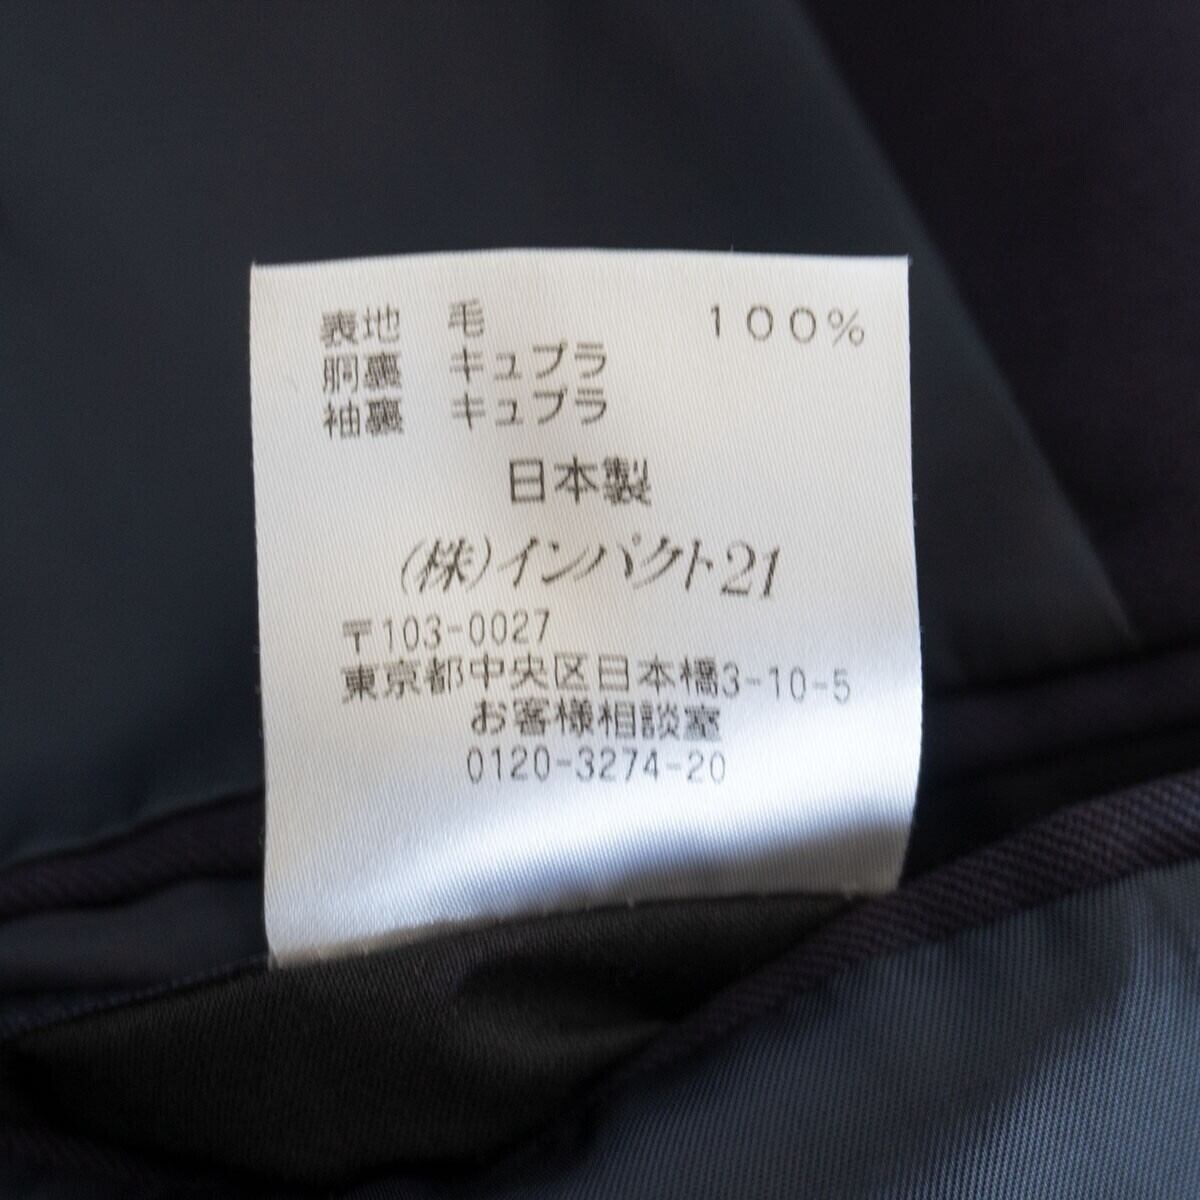 表地 毛 100%
胴裏 キュプラ
袖裏 キュプラ
日本製
(株)インパクト21
〒103-0027
東京都中央区日本橋3-10-5
お客様相談室
0120-3274-20